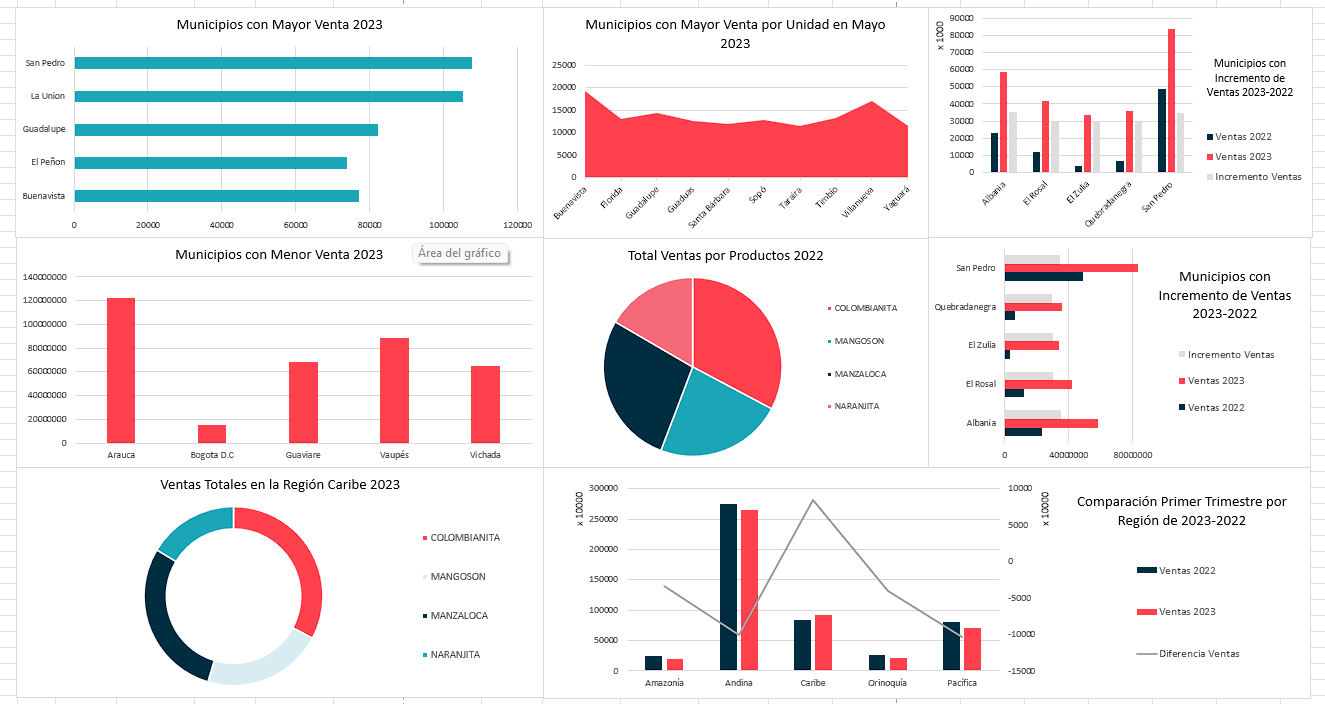 Municipios con Mayor Venta 2023
San Pedro
La Union
Guadalupe
El Peñon
Buenavista
0 20000 40000 60000 80000 100000 120000
Municipios con Mayor Venta por Unidad en Mayo
2023
25000
20000
15000
10000
5000
0
Buenavista
Florida
Guadalupe
Guaduas
Santa Bárbara
Sopó
Taraira
Timbío
Villanueva
Yaguará
x 1000
90000
80000
70000
60000
50000
40000
30000
20000
10000
0
Albania
El Rosal
El Zulia
Quebradanegra
San Pedro
Municipios con
Incremento de
Ventas 2023-2022
Ventas 2022
Ventas 2023
Incremento Ventas
Municipios con Menor Venta 2023
Área del gráfico
140000000
120000000
100000000
80000000
60000000
40000000
20000000
0
Arauca Bogota D.C Guaviare Vaupés Vichada
Total Ventas por Productos 2022
COLOMBIANITA
MANGOSON
MANZALOCA
NARANJITA
San Pedro
Quebradanegra
El Zulia
El Rosal
Albania
0 40000000 80000000
Municipios con
Incremento de Ventas
2023-2022
Incremento Ventas
Ventas 2023
Ventas 2022
Ventas Totales en la Región Caribe 2023
COLOMBIANITA
MANGOSON
MANZALOCA
NARANJITA
x 10000
300000
250000
200000
150000
100000
50000
0
Amazonía Andina Caribe Orinoquía Pacífica
10000
5000
0
-5000
-10000
-15000
x 10000
Comparación Primer Trimestre por
Región de 2023-2022
Ventas 2022
Ventas 2023
Diferencia Ventas